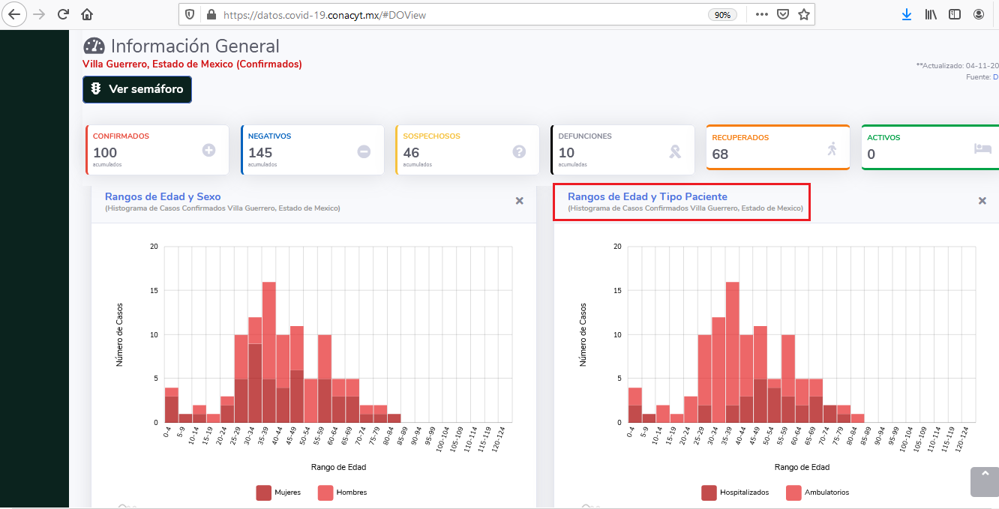 https://datos.covid-19.conacyt.mx/#DOView
90%
Información General
Villa Guerrero, Estado de Mexico (Confirmados)
**Actualizado: 04-11-20
Fuente: D
Ver semáforo
CONFIRMADOS
100
acumulados
NEGATIVOS
145
acumulados
SOSPECHOSOS
46
acumulados
DEFUNCIONES
10
acumuladas
RECUPERADOS
68
ACTIVOS
0
Rangos de Edad y Sexo
(Histograma de Casos Confirmados Villa Guerrero, Estado de Mexico)
20
15
10
5
0
Número de Casos
0-4
5-9
10-14
15-19
20-24
25-29
30-34
35-39
40-44
45-49
50-54
55-59
60-64
65-69
70-74
75-79
80-84
85-89
90-94
95-99
100-104
105-109
110-114
115-119
120-124
Rango de Edad
Mujeres
Hombres
Rangos de Edad y Tipo Paciente
(Histograma de Casos Confirmados Villa Guerrero, Estado de Mexico)
20
15
10
5
0
Número de Casos
0-4
5-9
10-14
15-19
20-24
25-29
30-34
35-39
40-44
45-49
50-54
55-59
60-64
65-69
70-74
75-79
80-84
85-89
90-94
95-99
100-104
105-109
110-114
115-119
120-124
Rango de Edad
Hospitalizados
Ambulatorios